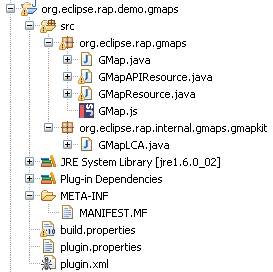 org.eclipse.rap.demo.gmaps
src
org.eclipse.rap.gmaps
GMap.java
GMapAPIResource.java
GMapResource.java
GMap.js
org.eclipse.rap.internal.gmaps.gmapkit
GMapLCA.java
JRE System Library [jre1.6.0_02]
Plug-in Dependencies
META-INF
MANIFEST.MF
build.properties
plugin.properties
plugin.xml